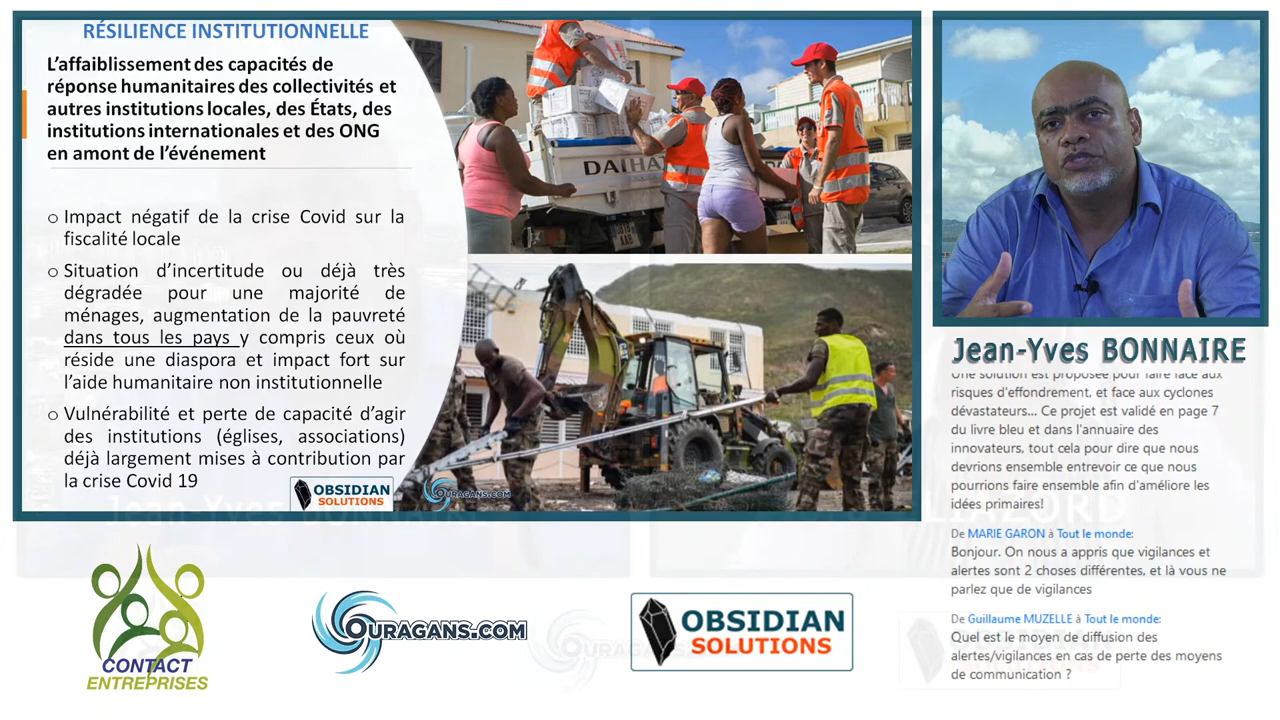 RÉSILIENCE INSTITUTIONNELLE
L’affaiblissement des capacités de
réponse humanitaires des collectivités et
autres institutions locales, des États, des
institutions internationales et des ONG
en amont de l’événement
o Impact négatif de la crise Covid sur la
fiscalité locale
o Situation d’incertitude ou déjà très
dégradée pour une majorité de
ménages, augmentation de la pauvreté
dans tous les pays y compris ceux où
réside une diaspora et impact fort sur
l’aide humanitaire non institutionnelle
o Vulnérabilité et perte de capacité d’agir
des institutions (églises, associations)
déjà largement mises à contribution par
la crise Covid 19
OBSIDIAN
SOLUTIONS
OURAGANS.COM
DAIHAT
Jean-Yves BONNAIRE
Une solution est proposée pour faire face aux
risques d'effondrement, et face aux cyclones
dévastateurs... Ce projet est validé en page 7
du livre bleu et dans l'annuaire des
innovateurs, tout cela pour dire que nous
devrions ensemble entrevoir ce que nous
pourrions faire ensemble afin d'améliore les
idées primaires!
De MARIE GARON à Tout le monde:
Bonjour. On nous a appris que vigilances et
alertes sont 2 choses différentes, et là vous ne
parlez que de vigilances
De Guillaume MUZELLE à Tout le monde:
Quel est le moyen de diffusion des
alertes/vigilances en cas de perte des moyens
de communication ?
CONTACT
ENTREPRISES
OURAGANS.COM
OBSIDIAN
SOLUTIONS